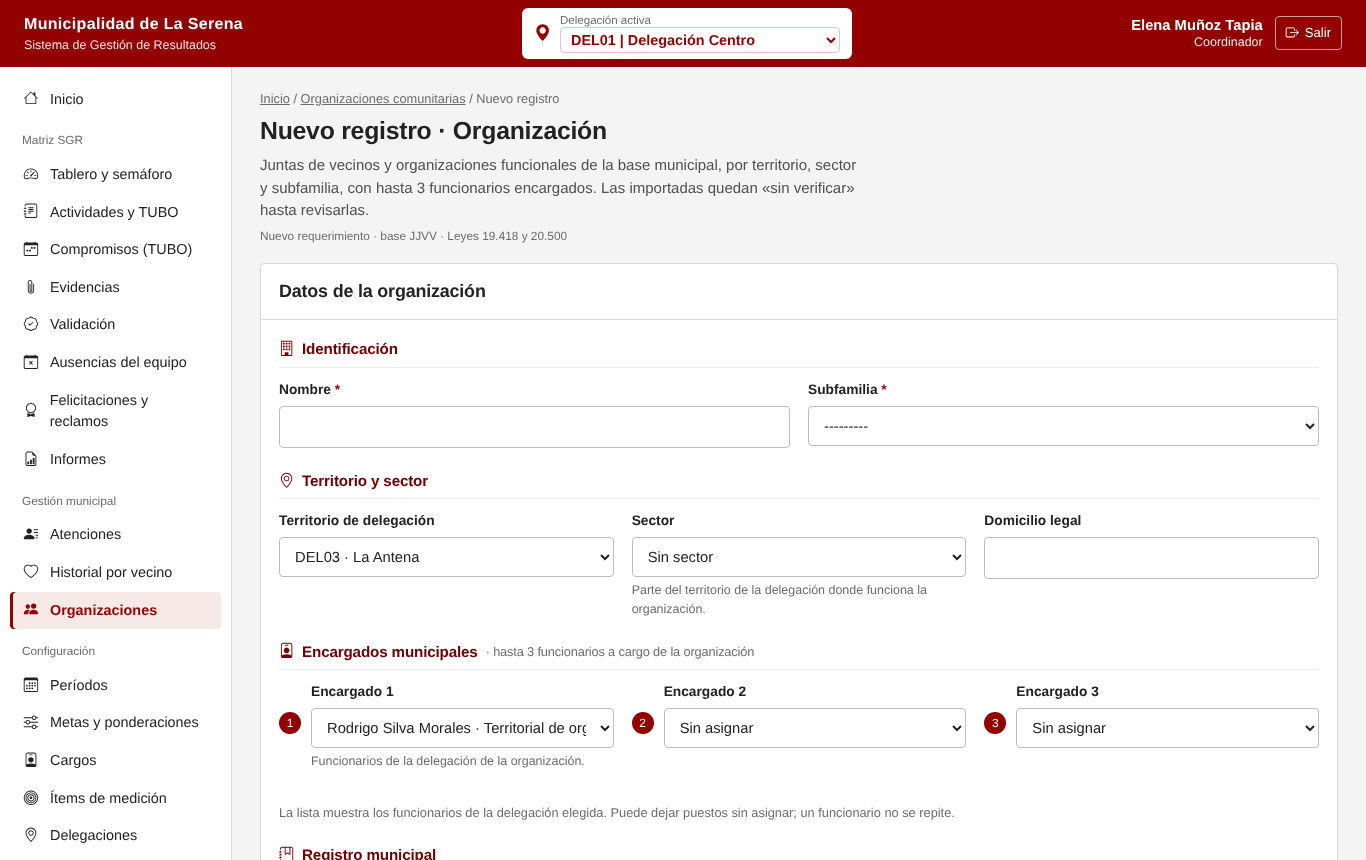 Municipalidad de La Serena
Sistema de Gestión de Resultados
Delegación activa
DEL01 | Delegación Centro
Elena Muñoz Tapia
Coordinador
Salir
Inicio
Matriz SGR
Tablero y semáforo
Actividades y TUBO
Compromisos (TUBO)
Evidencias
Validación
Ausencias del equipo
Felicitaciones y
reclamos
Informes
Gestión municipal
Atenciones
Historial por vecino
Organizaciones
Configuración
Períodos
Metas y ponderaciones
Cargos
Ítems de medición
Delegaciones
Inicio / Organizaciones comunitarias / Nuevo registro
Nuevo registro · Organización
Juntas de vecinos y organizaciones funcionales de la base municipal, por territorio, sector
y subfamilia, con hasta 3 funcionarios encargados. Las importadas quedan «sin verificar»
hasta revisarlas.
Nuevo requerimiento · base JJVV · Leyes 19.418 y 20.500
Datos de la organización
Identificación
Nombre *
Subfamilia *
---------
Territorio y sector
Territorio de delegación
Sector
Domicilio legal
DEL03 · La Antena
Sin sector
Parte del territorio de la delegación donde funciona la
organización.
Encargados municipales · hasta 3 funcionarios a cargo de la organización
Encargado 1
Encargado 2
Encargado 3
1
Rodrigo Silva Morales · Territorial de org
2
Sin asignar
3
Sin asignar
Funcionarios de la delegación de la organización.
La lista muestra los funcionarios de la delegación elegida. Puede dejar puestos sin asignar; un funcionario no se repite.
Registro municipal